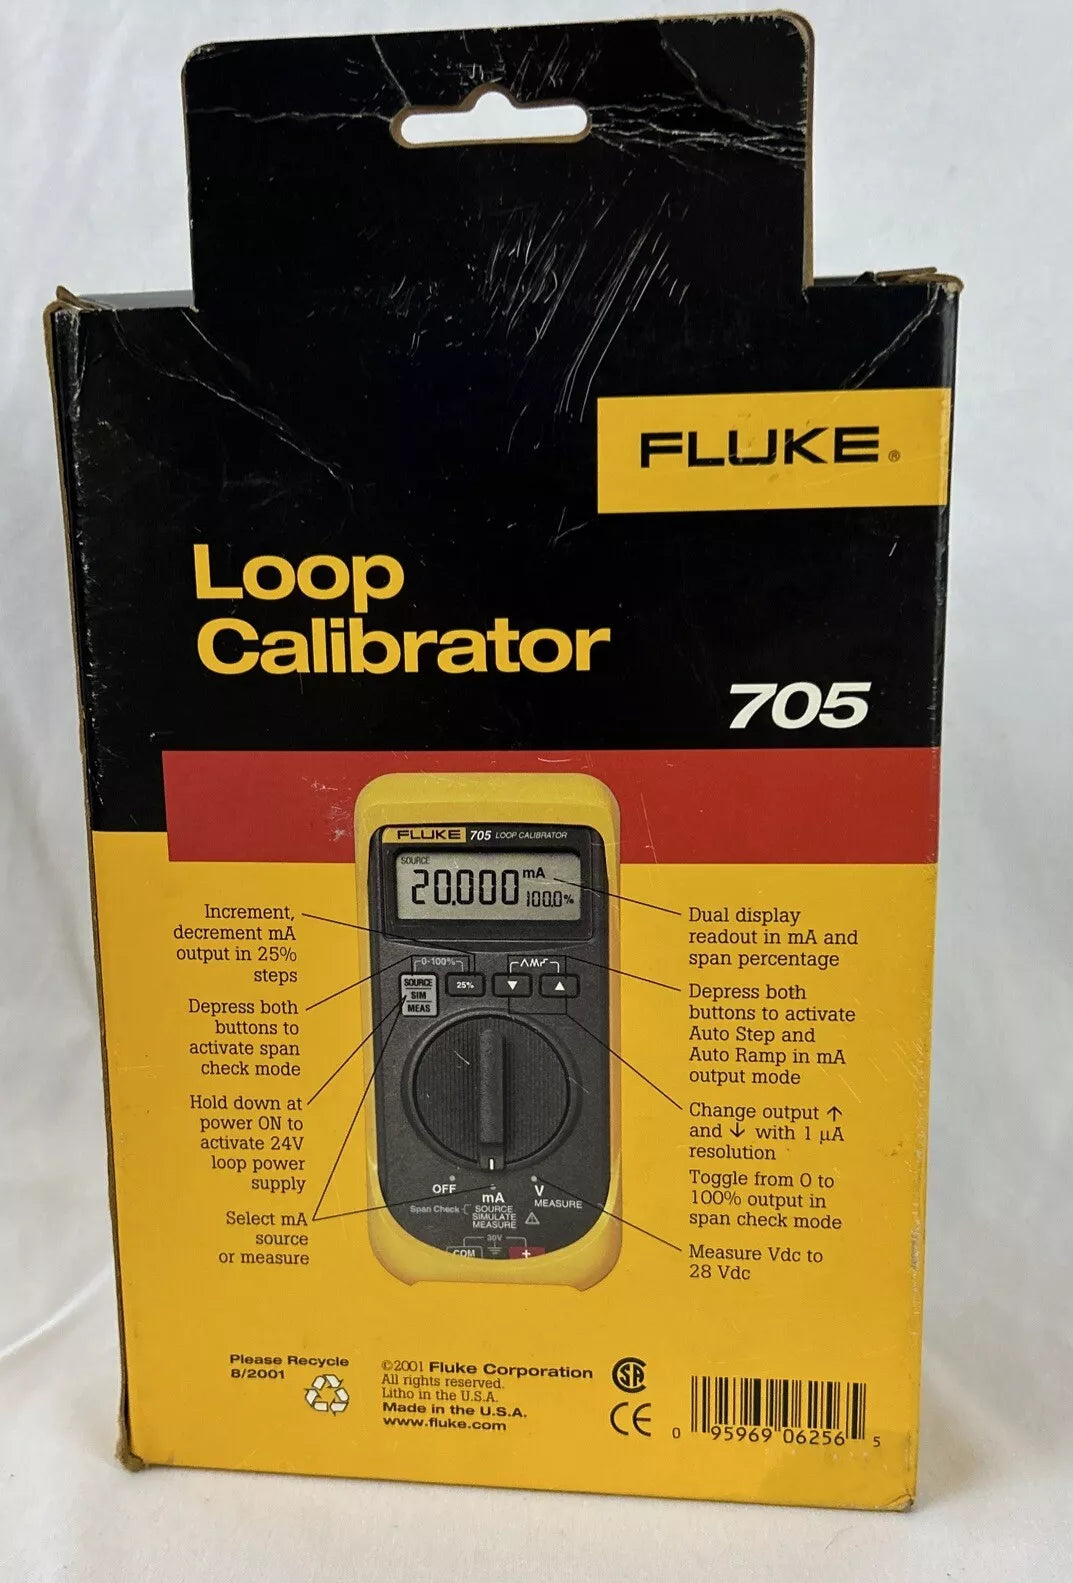 FLUKE®
Loop
Calibrator
705
FLUKE 705 LOOP CALIBRATOR
SOURCE
20.000 mA
100.0%
0-100%
SOURCE
SIM
MEAS
25%
▼
▲
OFF
mA
V
MEASURE
Span Check
SOURCE
SIMULATE
MEASURE
30V
COM
+
Increment,
decrement mA
output in 25%
steps
Depress both
buttons to
activate span
check mode
Hold down at
power ON to
activate 24V
loop power
supply
Select mA
source
or measure
Dual display
readout in mA and
span percentage
Depress both
buttons to activate
Auto Step and
Auto Ramp in mA
output mode
Change output ↑
and ↓ with 1 µA
resolution
Toggle from 0 to
100% output in
span check mode
Measure Vdc to
28 Vdc
Please Recycle
8/2001
©2001 Fluke Corporation
All rights reserved.
Litho in the U.S.A.
Made in the U.S.A.
www.fluke.com
SA
CE
0 95969 06256 5